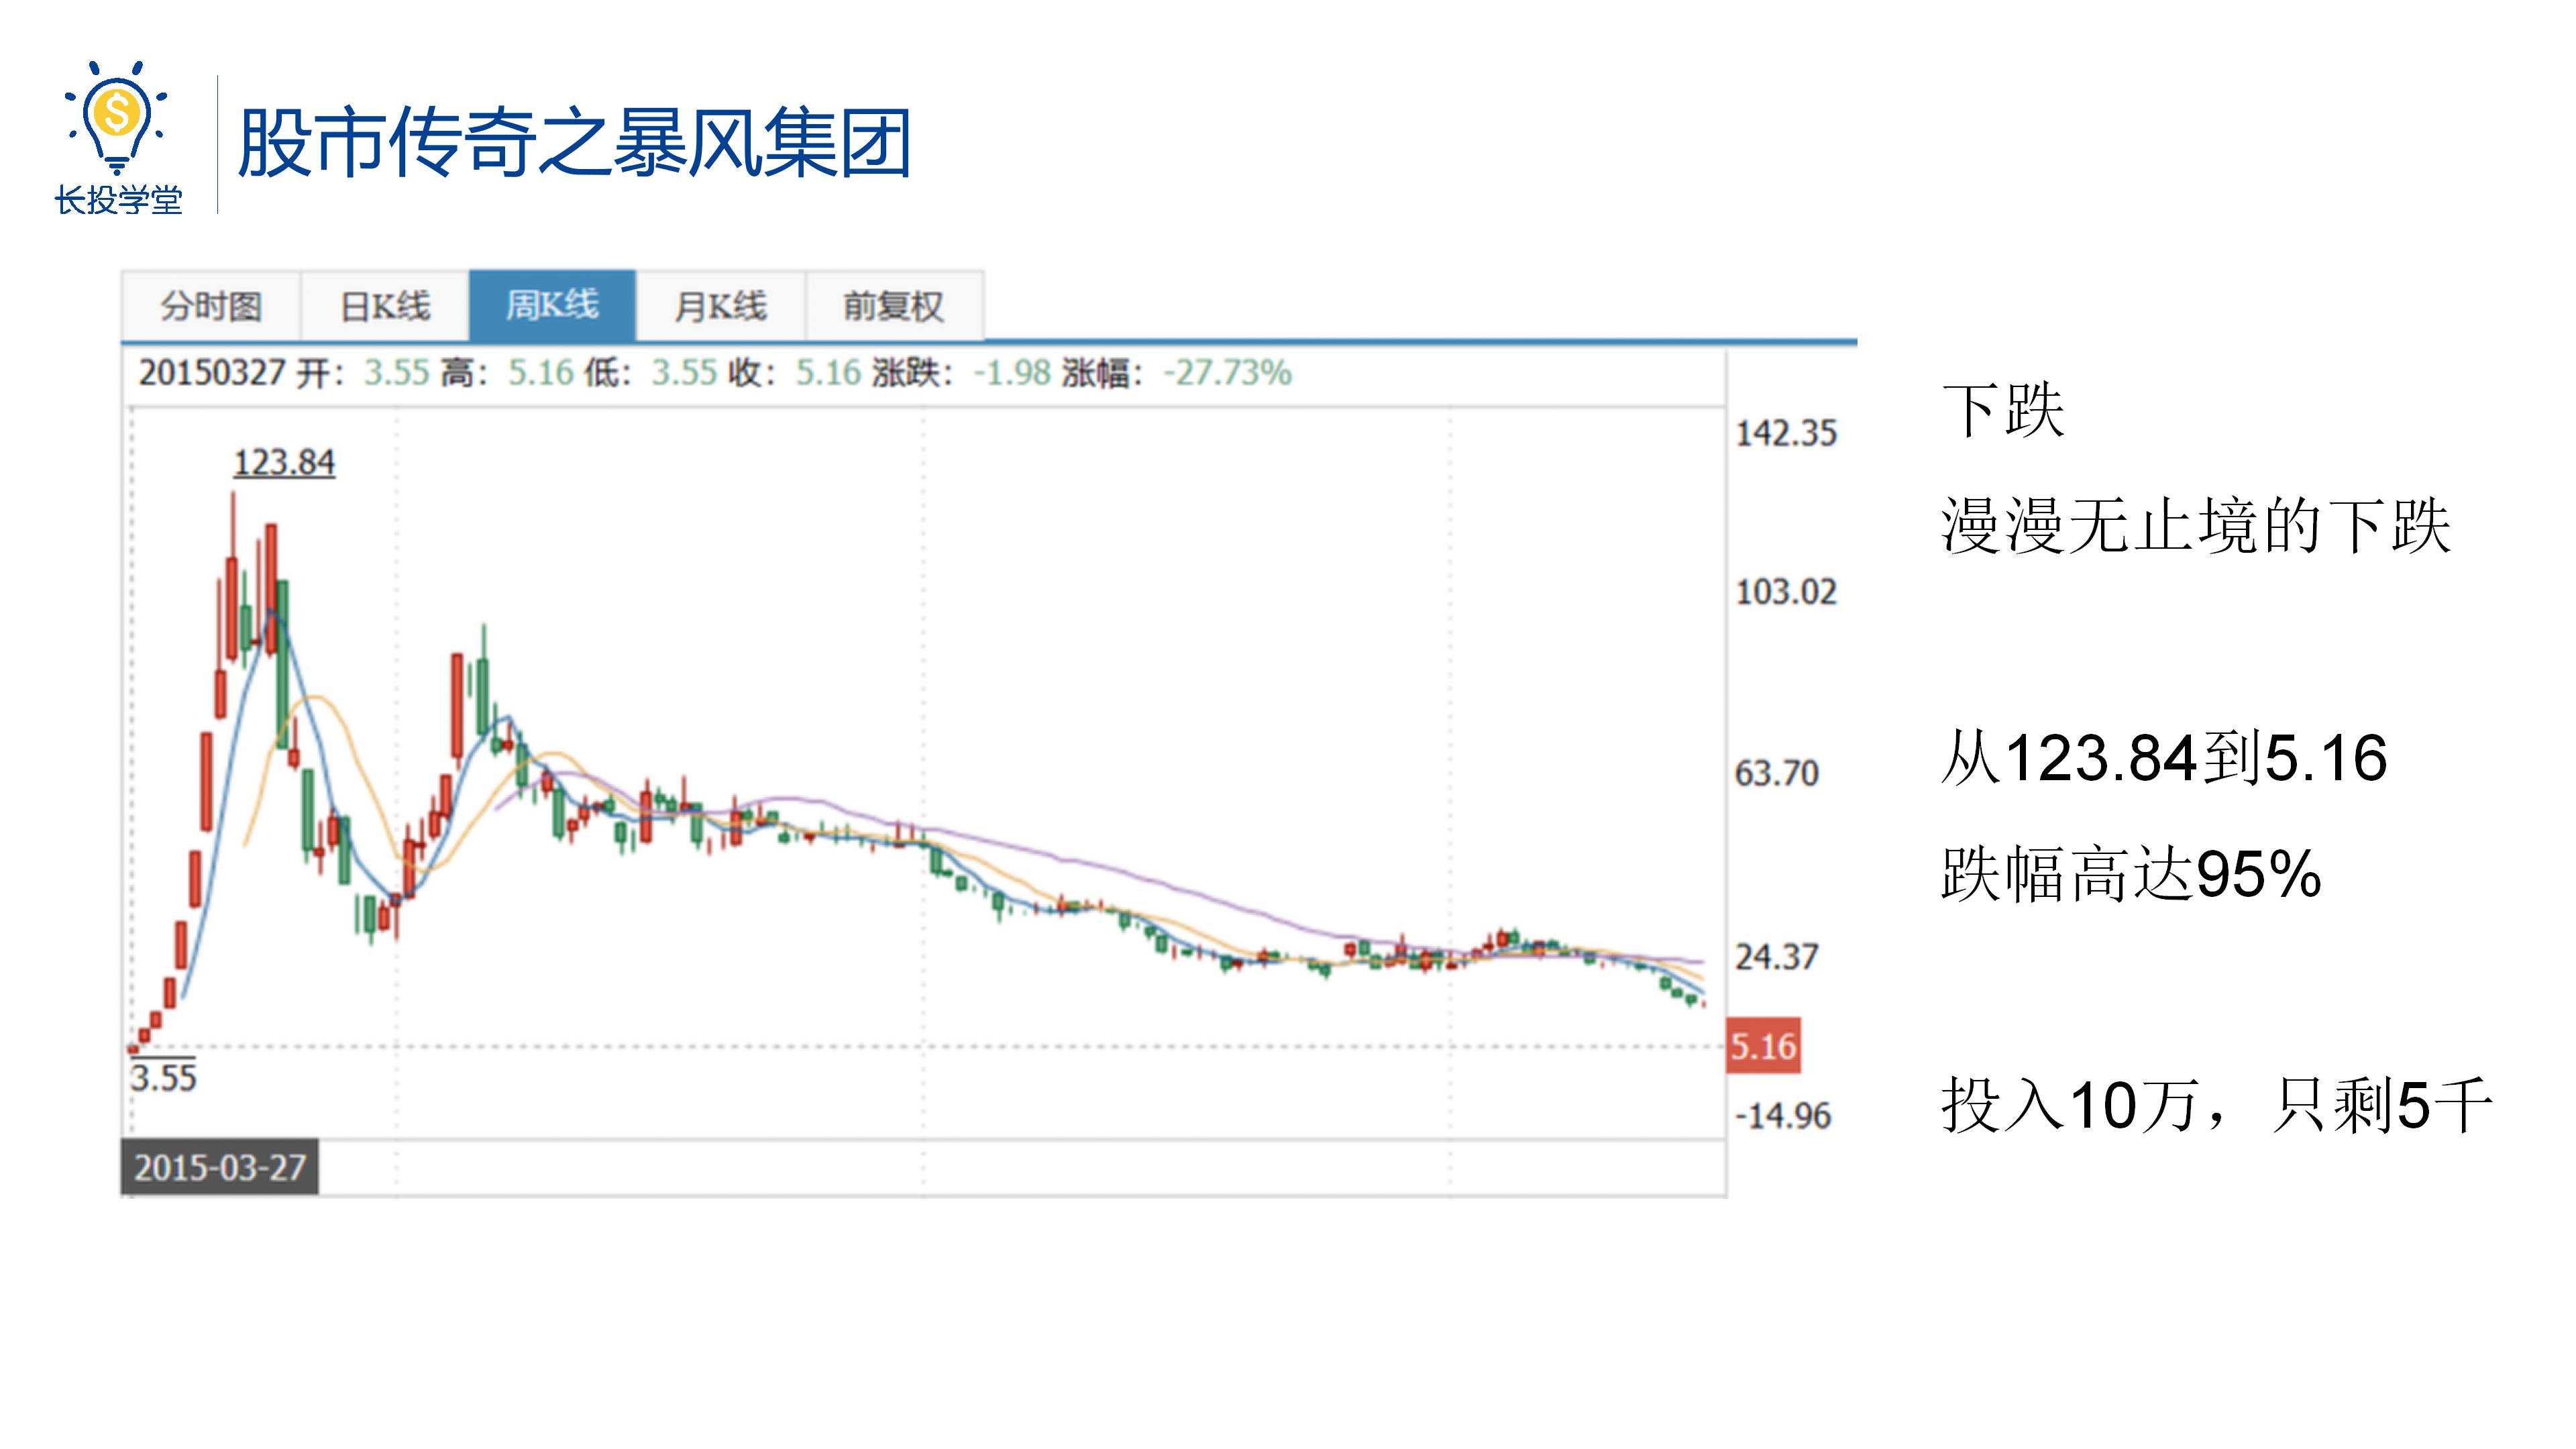 长投学堂
股市传奇之暴风集团
分时图 日K线 周K线 月K线 前复权
20150327 开：3.55 高：5.16 低：3.55 收：5.16 涨跌：-1.98 涨幅：-27.73%
123.84
142.35
103.02
63.70
24.37
5.16
-14.96
3.55
2015-03-27
下跌
漫漫无止境的下跌
从123.84到5.16
跌幅高达95%
投入10万，只剩5千